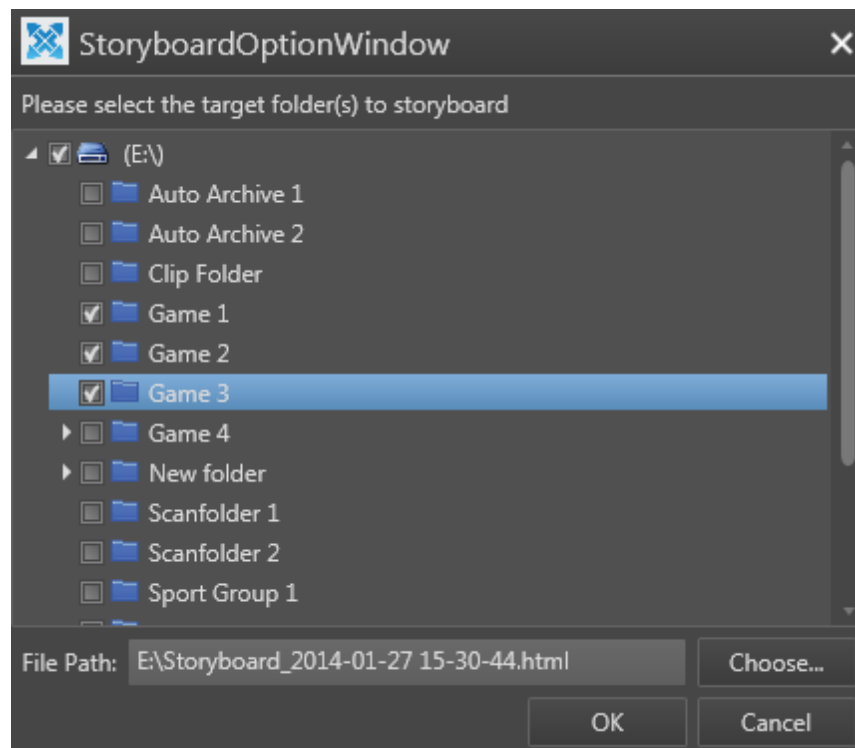 StoryboardOptionWindow
Please select the target folder(s) to storyboard
(E:\)
Auto Archive 1
Auto Archive 2
Clip Folder
Game 1
Game 2
Game 3
Game 4
New folder
Scanfolder 1
Scanfolder 2
Sport Group 1
File Path: E:\Storyboard_2014-01-27 15-30-44.html Choose...
OK Cancel